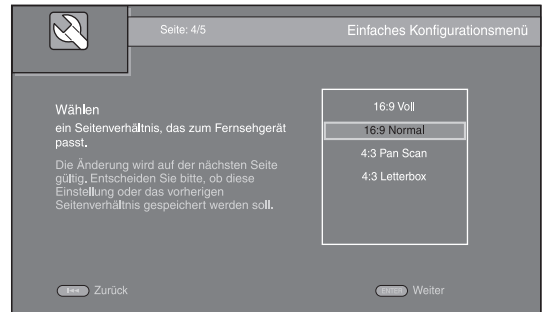 Seite: 4/5
Einfaches Konfigurationsmenü
Wählen
ein Seitenverhältnis, das zum Fernsehgerät
passt.
Die Änderung wird auf der nächsten Seite
gültig. Entscheiden Sie bitte, ob diese
Einstellung oder das vorherigen
Seitenverhältnis gespeichert werden soll.
16:9 Voll
16:9 Normal
4:3 Pan Scan
4:3 Letterbox
Zurück
ENTER Weiter